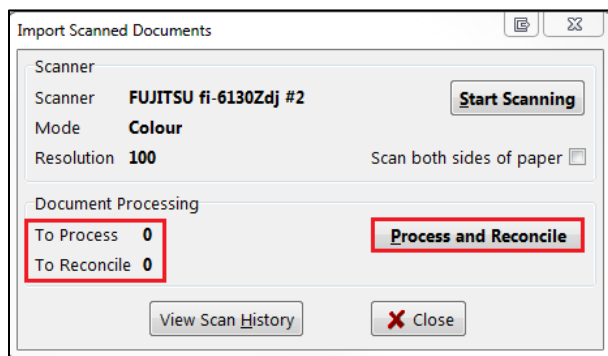 Import Scanned Documents
Scanner
Scanner FUJITSU fi-6130Zdj #2 Start Scanning
Mode Colour
Resolution 100 Scan both sides of paper
Document Processing
To Process 0 Process and Reconcile
To Reconcile 0
View Scan History Close